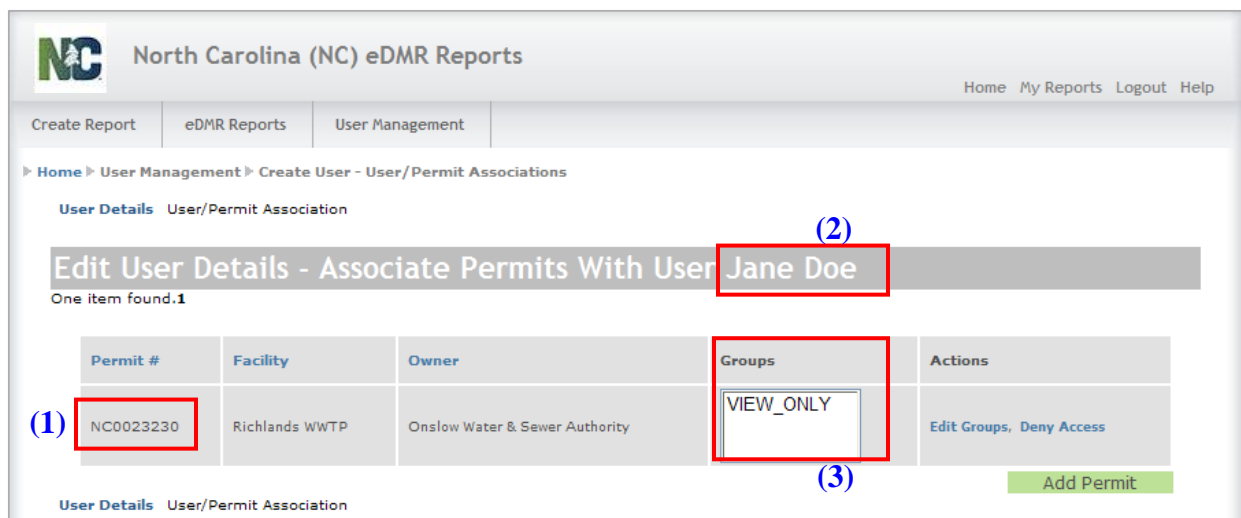 NC North Carolina (NC) eDMR Reports
Home My Reports Logout Help
Create Report eDMR Reports User Management
Home User Management Create User - User/Permit Associations
User Details User/Permit Association
(2)
Edit User Details - Associate Permits With User Jane Doe
One item found.1
Permit # Facility Owner Groups Actions
(1) NC0023230 Richlands WWTP Onslow Water & Sewer Authority VIEW_ONLY Edit Groups, Deny Access
(3)
Add Permit
User Details User/Permit Association